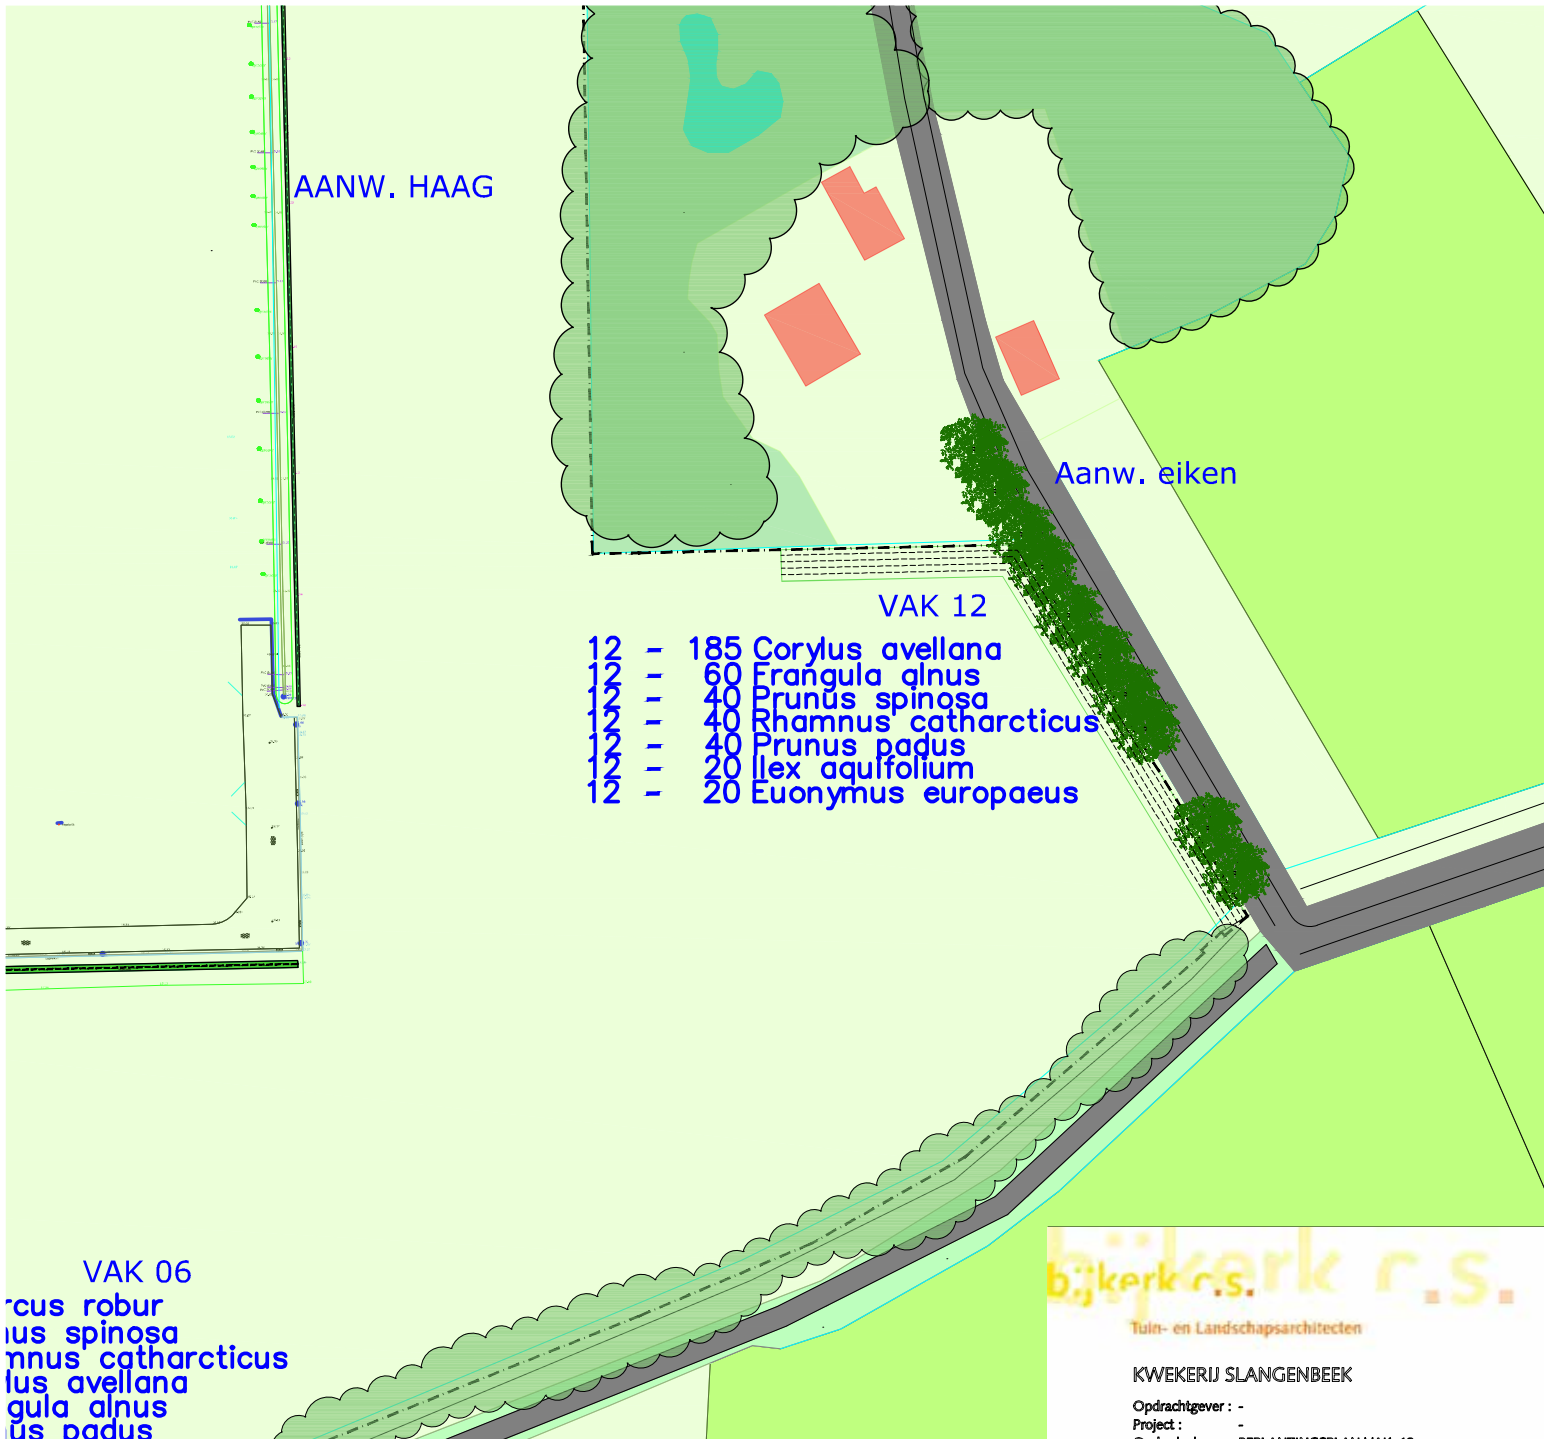 AANW. HAAG
Aanw. eiken
VAK 12
12 - 185 Corylus avellana
12 - 60 Frangula alnus
12 - 40 Prunus spinosa
12 - 40 Rhamnus catharcticus
12 - 40 Prunus padus
12 - 20 Ilex aquifolium
12 - 20 Euonymus europaeus
VAK 06
rcus robur
nus spinosa
mnus catharcticus
lus avellana
gula alnus
us padus
bijkerk c.s.
Tuin- en Landschapsarchitecten
KWEKERIJ SLANGENBEEK
Opdrachtgever : -
Project : -